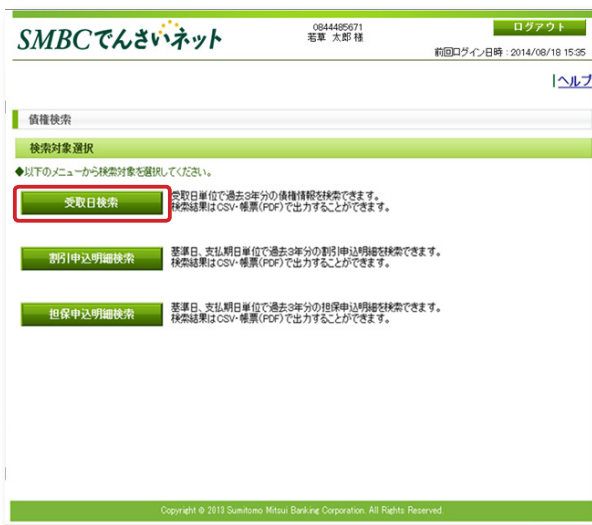 SMBCでんさいネット
0844485671
若草 太郎 様
ログアウト
前回ログイン日時：2014/08/18 15:35
|ヘルプ
債権検索
検索対象選択
◆以下のメニューから検索対象を選択してください。
受取日検索
受取日単位で過去3年分の債権情報を検索できます。
検索結果はCSV・帳票(PDF)で出力することができます。
割引申込明細検索
基準日、支払期日単位で過去3年分の割引申込明細を検索できます。
検索結果はCSV・帳票(PDF)で出力することができます。
担保申込明細検索
基準日、支払期日単位で過去3年分の担保申込明細を検索できます。
検索結果はCSV・帳票(PDF)で出力することができます。
Copyright © 2013 Sumitomo Mitsui Banking Corporation. All Rights Reserved.